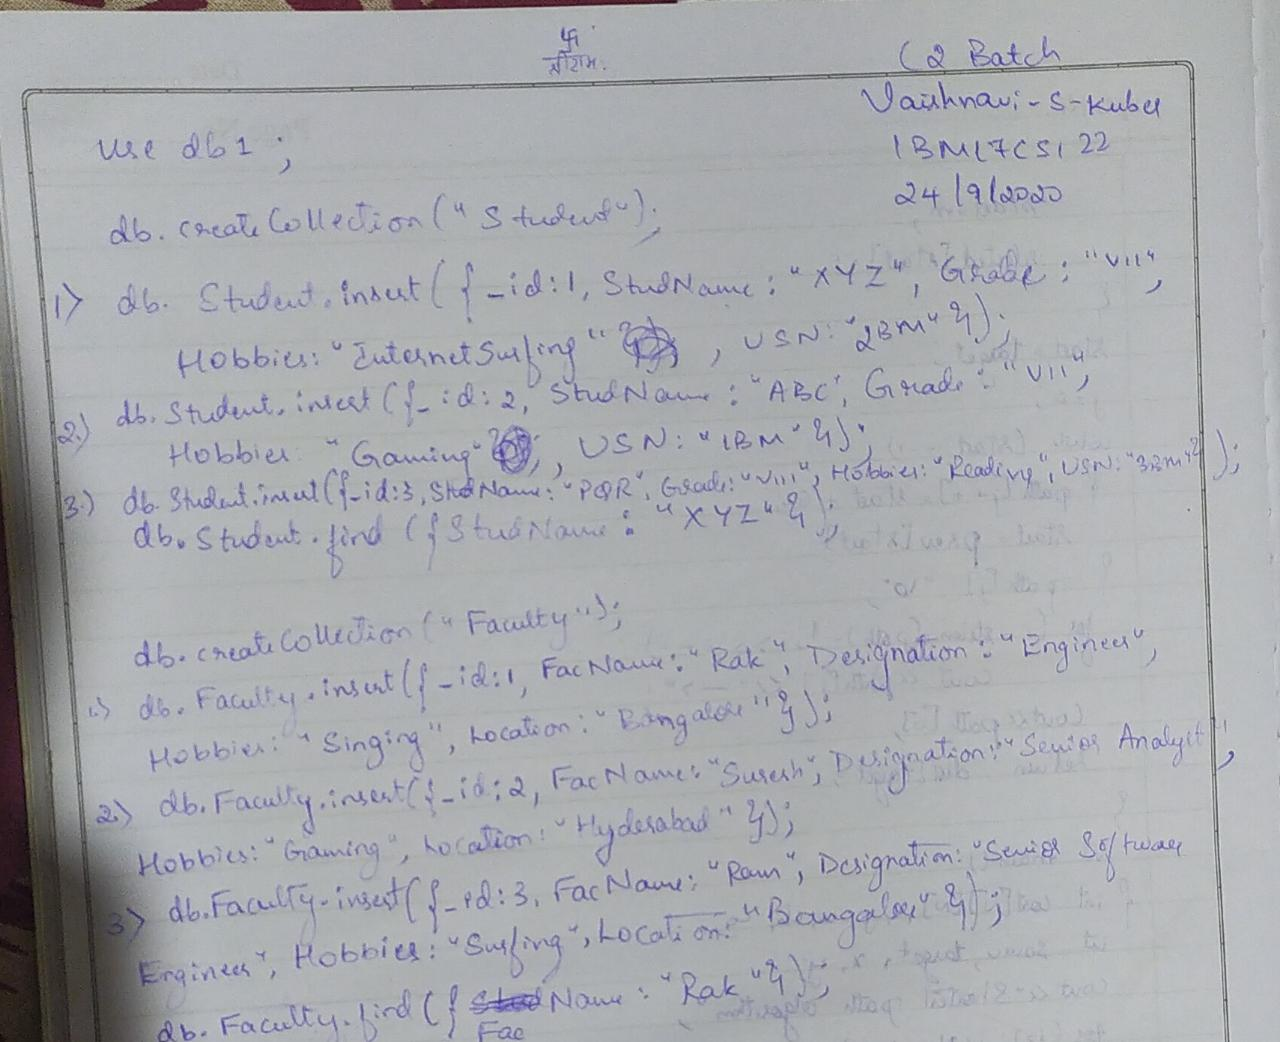 卐
श्रीराम.
C2 Batch
Vaishnavi-S-Kuber
1BM17CS122
24/9/2020
use db1;
db.createCollection("Student");
1) db. Student.insert({_id:1, StudName: "XYZ", Grade: "VII",
Hobbies: "InternetSurfing" , USN: "2BM"});
2.) db.Student.insert({_id:2, StudName: "ABC", Grade: "VII",
Hobbies: "Gaming" , USN: "1BM"});
3.) db.Student.insert({_id:3, StudName: "PQR", Grade: "VIII", Hobbies: "Reading", USN: "3BM"});
db.Student.find({StudName: "XYZ"});
db.createCollection("Faculty");
1.) db.Faculty.insert({_id:1, FacName: "Rak", Designation: "Engineer",
Hobbies: "Singing", Location: "Bangalore"});
2.) db.Faculty.insert({_id:2, FacName: "Suresh", Designation: "Senior Analyst",
Hobbies: "Gaming", Location: "Hyderabad"});
3) db.Faculty.insert({_id:3, FacName: "Ram", Designation: "Senior Software
Engineer", Hobbies: "Surfing", Location: "Bangalore"});
db.Faculty.find({FacName: "Rak"});